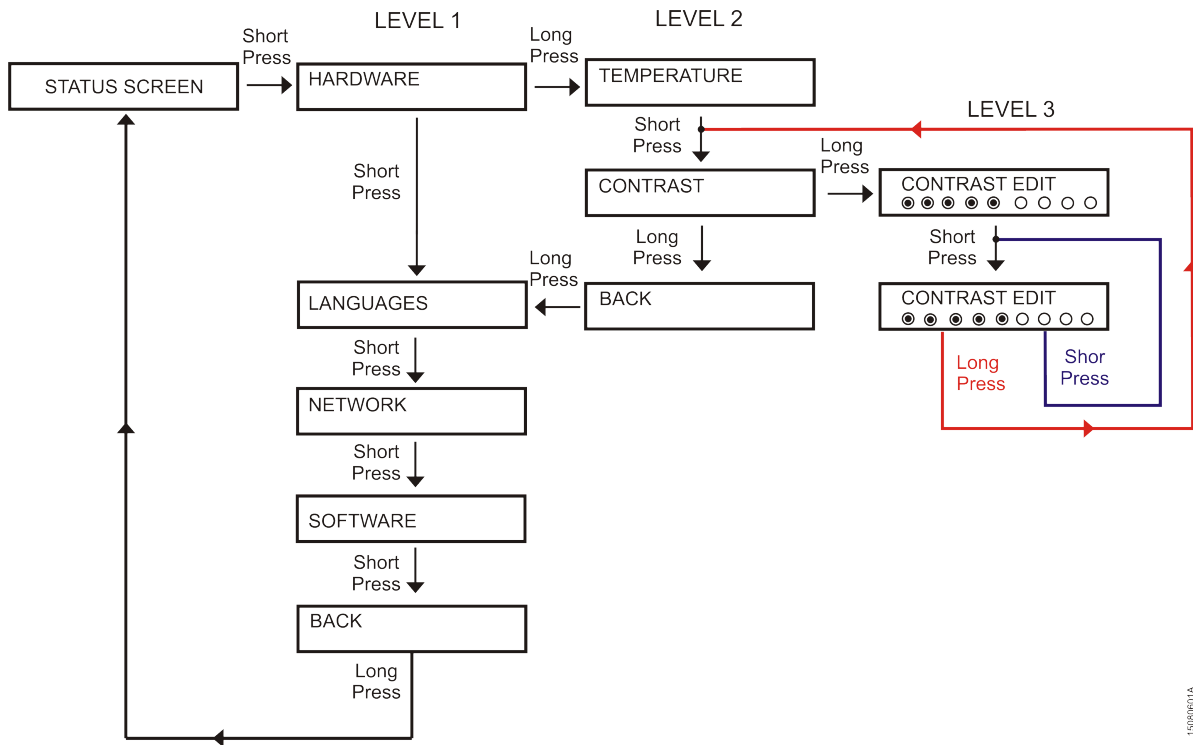 LEVEL 1
LEVEL 2
Short
Press
Long
Press
STATUS SCREEN
HARDWARE
TEMPERATURE
LEVEL 3
Short
Press
Long
Press
Short
Press
CONTRAST
CONTRAST EDIT
Long
Press
Short
Press
Long
Press
LANGUAGES
BACK
CONTRAST EDIT
Short
Press
Long
Press
Shor
Press
NETWORK
Short
Press
SOFTWARE
Short
Press
BACK
Long
Press
15080601A